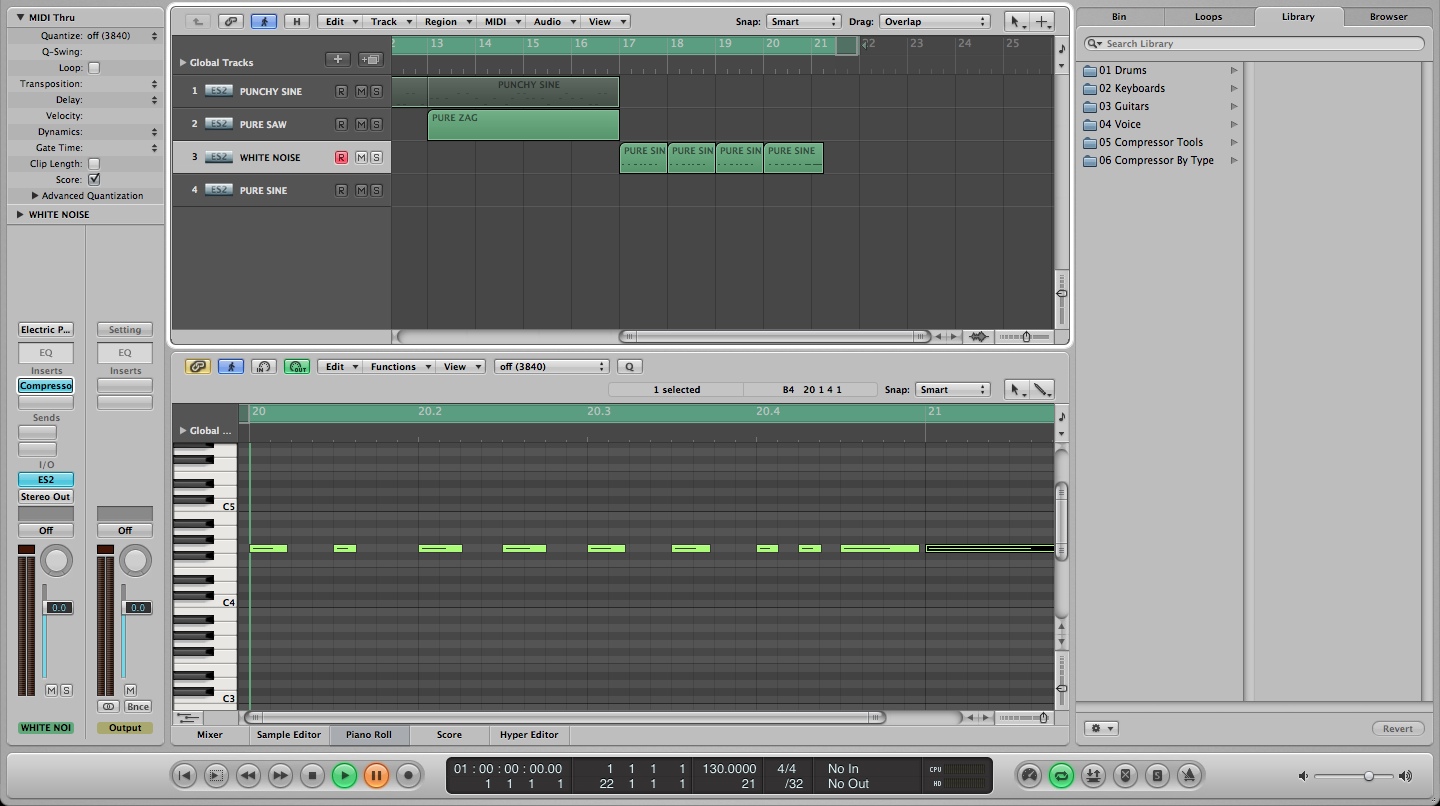 MIDI Thru
Quantize: off (3840)
Q-Swing:
Loop:
Transposition:
Delay:
Velocity:
Dynamics:
Gate Time:
Clip Length:
Score:
Advanced Quantization
WHITE NOISE
Electric P... Setting
EQ EQ
Inserts Inserts
Compresso
Sends
I/O
ES2
Stereo Out
Off Off
0.0 0.0
M S M
Bnce
WHITE NOI Output
H Edit Track Region MIDI Audio View Snap: Smart Drag: Overlap
2 13 14 15 16 17 18 19 20 21 22 23 24 25
Global Tracks
1 ES2 PUNCHY SINE R M S PUNCHY SINE
2 ES2 PURE SAW R M S PURE ZAG
3 ES2 WHITE NOISE R M S PURE SIN PURE SIN PURE SIN PURE SINE
4 ES2 PURE SINE R M S
IN OUT Edit Functions View off (3840) Q
1 selected B4 20 1 4 1 Snap: Smart
20 20.2 20.3 20.4 21
Global ...
C5
C4
C3
Mixer Sample Editor Piano Roll Score Hyper Editor
Bin Loops Library Browser
Search Library
01 Drums
02 Keyboards
03 Guitars
04 Voice
05 Compressor Tools
06 Compressor By Type
Revert
01 : 00 : 00 : 00.00 1 1 1 1 130.0000 4/4 No In CPU
1 1 1 1 22 1 1 1 21 /32 No Out HD
S